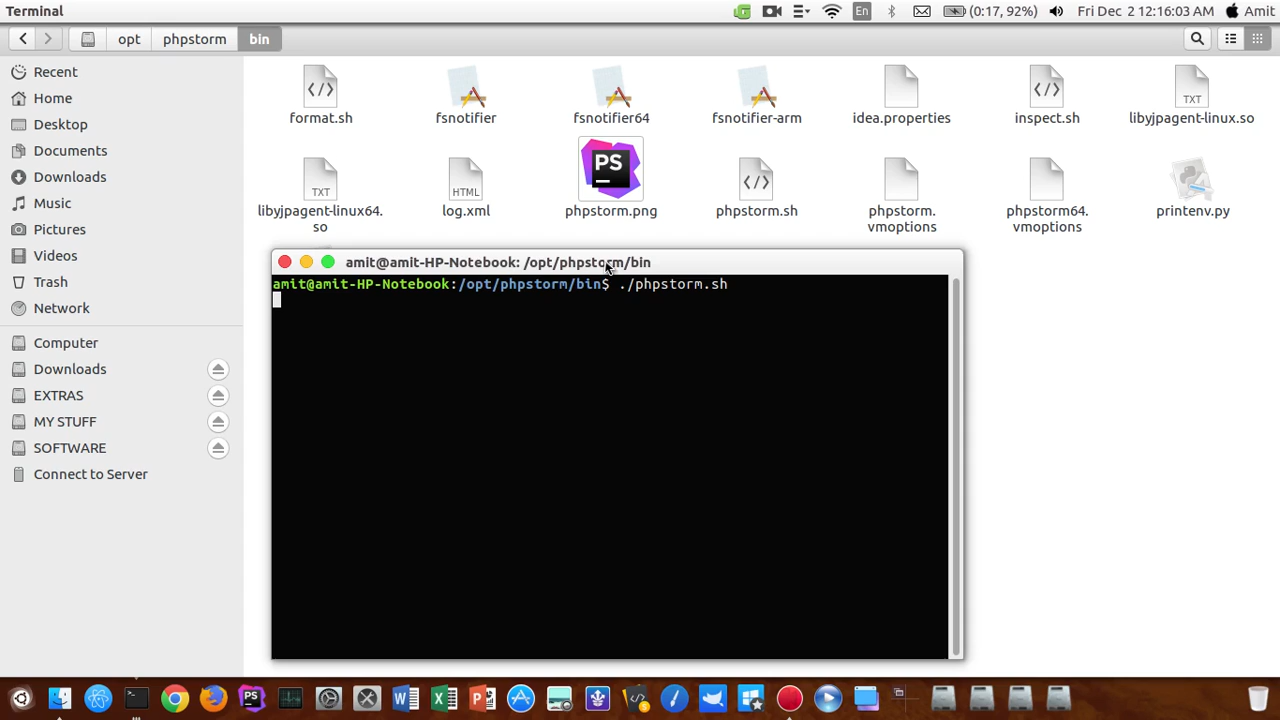 Terminal
En
(0:17, 92%)
Fri Dec 2 12:16:03 AM
Amit
opt
phpstorm
bin
Recent
Home
Desktop
Documents
Downloads
Music
Pictures
Videos
Trash
Network
Computer
Downloads
EXTRAS
MY STUFF
SOFTWARE
Connect to Server
format.sh
fsnotifier
fsnotifier64
fsnotifier-arm
idea.properties
inspect.sh
TXT
libyjpagent-linux.so
TXT
libyjpagent-linux64.
so
HTML
log.xml
PS
phpstorm.png
phpstorm.sh
phpstorm.
vmoptions
phpstorm64.
vmoptions
printenv.py
amit@amit-HP-Notebook: /opt/phpstorm/bin
amit@amit-HP-Notebook:/opt/phpstorm/bin$ ./phpstorm.sh
PS